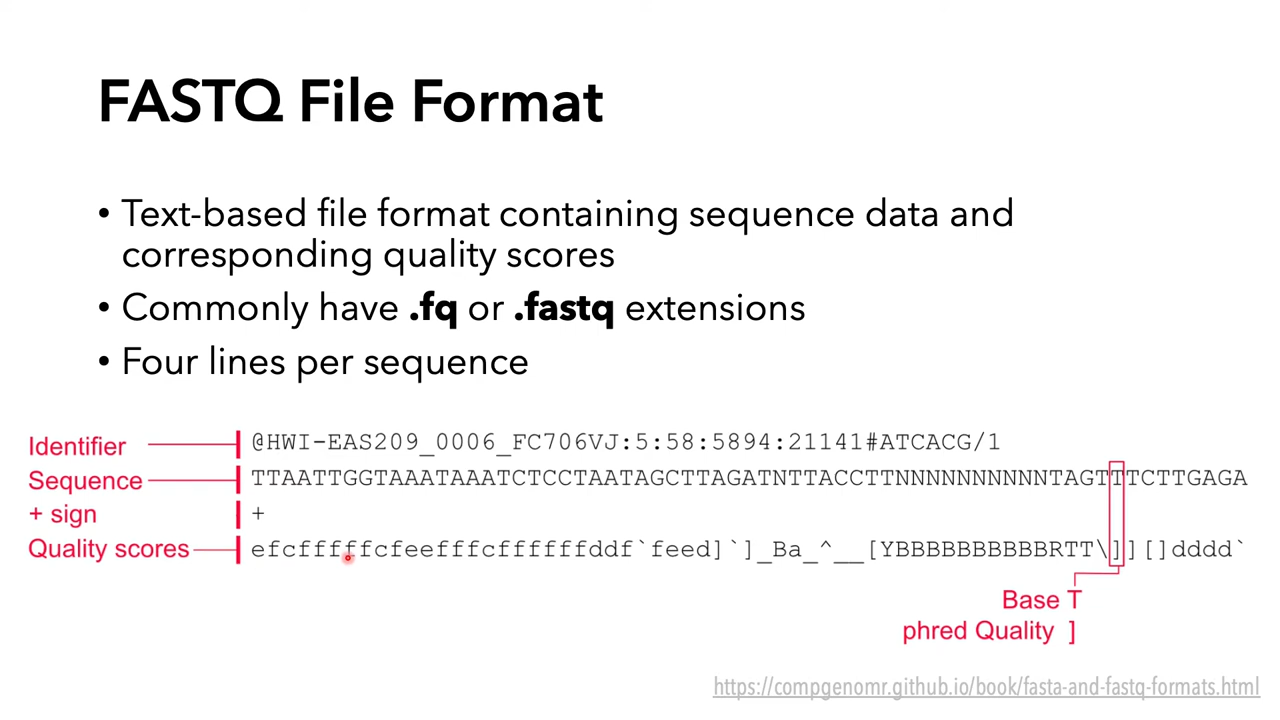 FASTQ File Format
• Text-based file format containing sequence data and
corresponding quality scores
• Commonly have .fq or .fastq extensions
• Four lines per sequence
Identifier
@HWI-EAS209_0006_FC706VJ:5:58:5894:21141#ATCACG/1
Sequence
TTAATTGGTAAATAAATCTCCTAATAGCTTAGATNTTACCTTNNNNNNNNNNTAGTTTCTTGAGA
+ sign
+
Quality scores
efcfffffcfeefffcffffffddf`feed]`]_Ba_^__[YBBBBBBBBBBRTT\]][]dddd`
Base T
phred Quality ]
https://compgenomr.github.io/book/fasta-and-fastq-formats.html